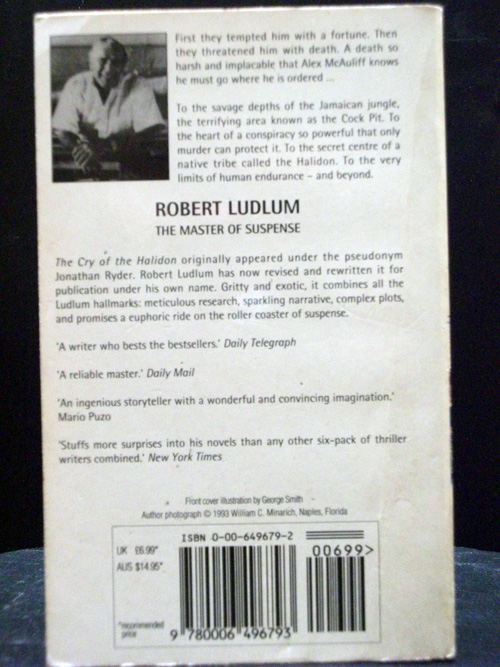 First they tempted him with a fortune. Then
they threatened him with death. A death so
harsh and implacable that Alex McAuliff knows
he must go where he is ordered ...
To the savage depths of the Jamaican jungle,
the terrifying area known as the Cock Pit. To
the heart of a conspiracy so powerful that only
murder can protect it. To the secret centre of a
native tribe called the Halidon. To the very
limits of human endurance – and beyond.
ROBERT LUDLUM
THE MASTER OF SUSPENSE
The Cry of the Halidon originally appeared under the pseudonym
Jonathan Ryder. Robert Ludlum has now revised and rewritten it for
publication under his own name. Gritty and exotic, it combines all the
Ludlum hallmarks: meticulous research, sparkling narrative, complex plots,
and promises a euphoric ride on the roller coaster of suspense.
'A writer who bests the bestsellers.' Daily Telegraph
'A reliable master.' Daily Mail
'An ingenious storyteller with a wonderful and convincing imagination.'
Mario Puzo
'Stuffs more surprises into his novels than any other six-pack of thriller
writers combined.' New York Times
Front cover illustration by George Smith
Author photograph © 1993 William C. Minarich, Naples, Florida
ISBN 0-00-649679-2
UK £6.99*
AUS $14.95*
00699>
*recommended
price
9 780006 496793